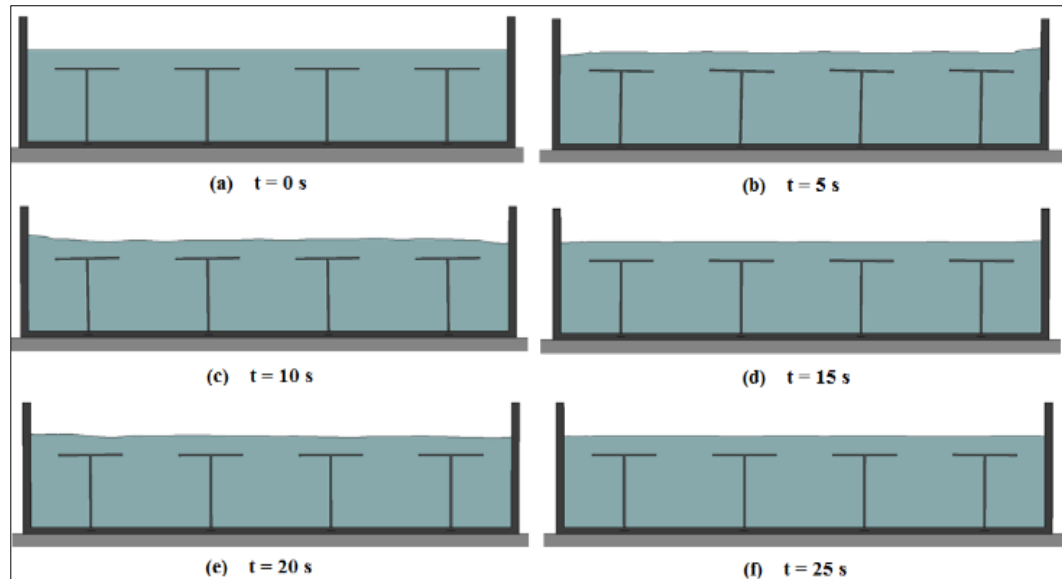 (a) t = 0 s
(b) t = 5 s
(c) t = 10 s
(d) t = 15 s
(e) t = 20 s
(f) t = 25 s